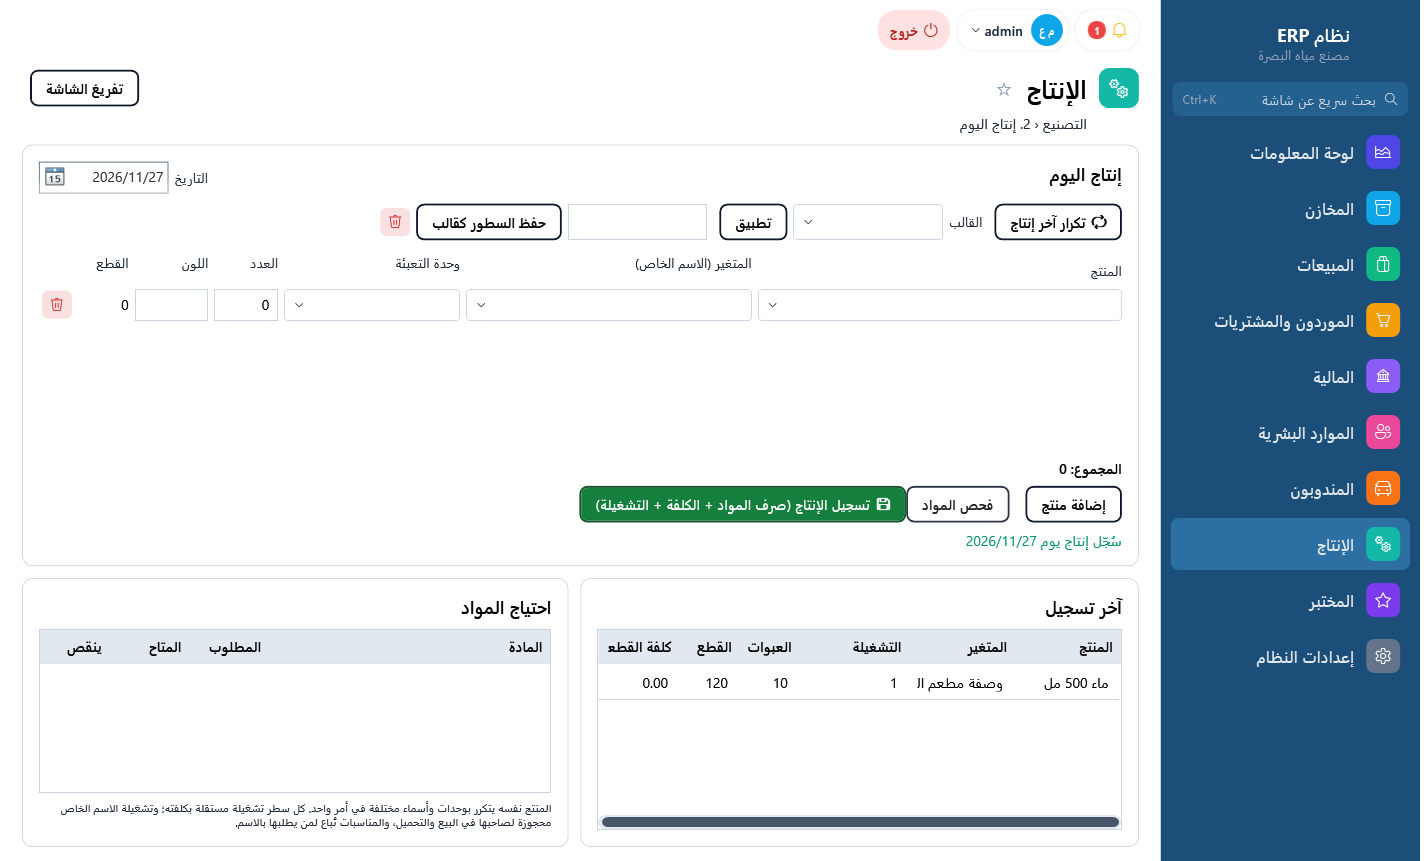 نظام ERP
مصنع مياه البصرة
بحث سريع عن شاشة Ctrl+K
لوحة المعلومات
المخازن
المبيعات
الموردون والمشتريات
المالية
الموارد البشرية
المندوبون
الإنتاج
المختبر
إعدادات النظام
1
م ع admin
خروج
الإنتاج
التصنيع › 2. إنتاج اليوم
تفريغ الشاشة
إنتاج اليوم
التاريخ 2026/11/27 15
تكرار آخر إنتاج القالب تطبيق حفظ السطور كقالب
المنتج المتغير (الاسم الخاص) وحدة التعبئة العدد اللون القطع
0 0
المجموع: 0
إضافة منتج فحص المواد تسجيل الإنتاج (صرف المواد + الكلفة + التشغيلة)
سُجّل إنتاج يوم 2026/11/27
آخر تسجيل
المنتج المتغير التشغيلة العبوات القطع كلفة القطع
ماء 500 مل وصفة مطعم ال 1 10 120 0.00
احتياج المواد
المادة المطلوب المتاح ينقص
المنتج نفسه يتكرر بوحدات وأسماء مختلفة في أمر واحد. كل سطر تشغيلة مستقلة بكلفته؛ وتشغيلة الاسم الخاص
محجوزة لصاحبها في البيع والتحميل، والمناسبات تُباع لمن يطلبها بالاسم.